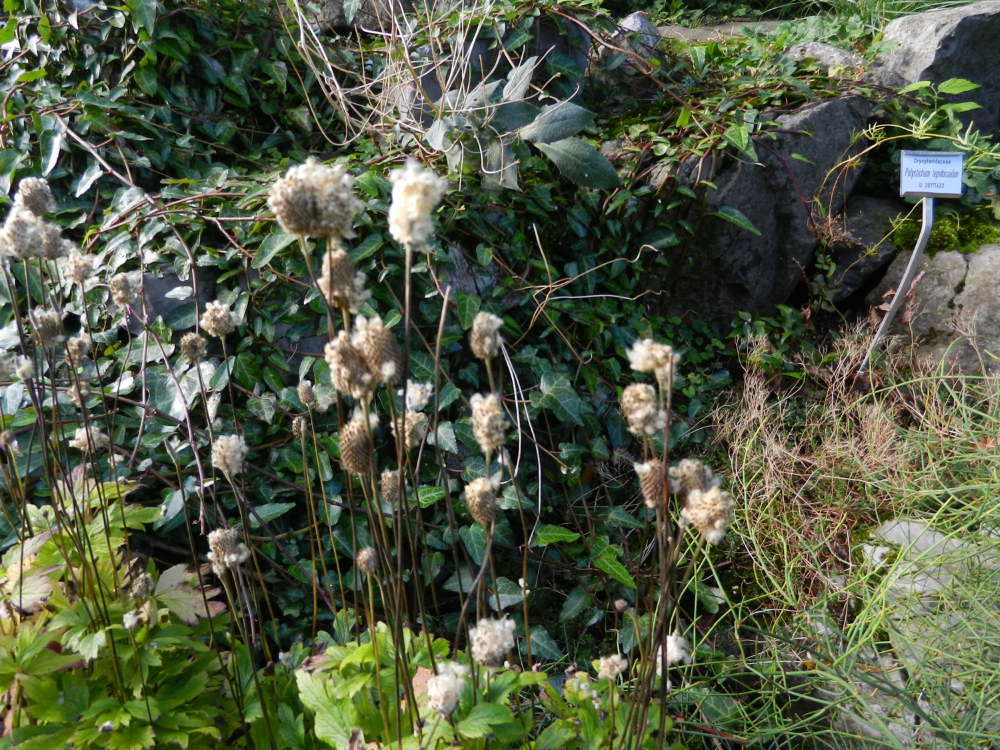 Dryopteridaceae
Polystichum lepidocaulon
G 20171422